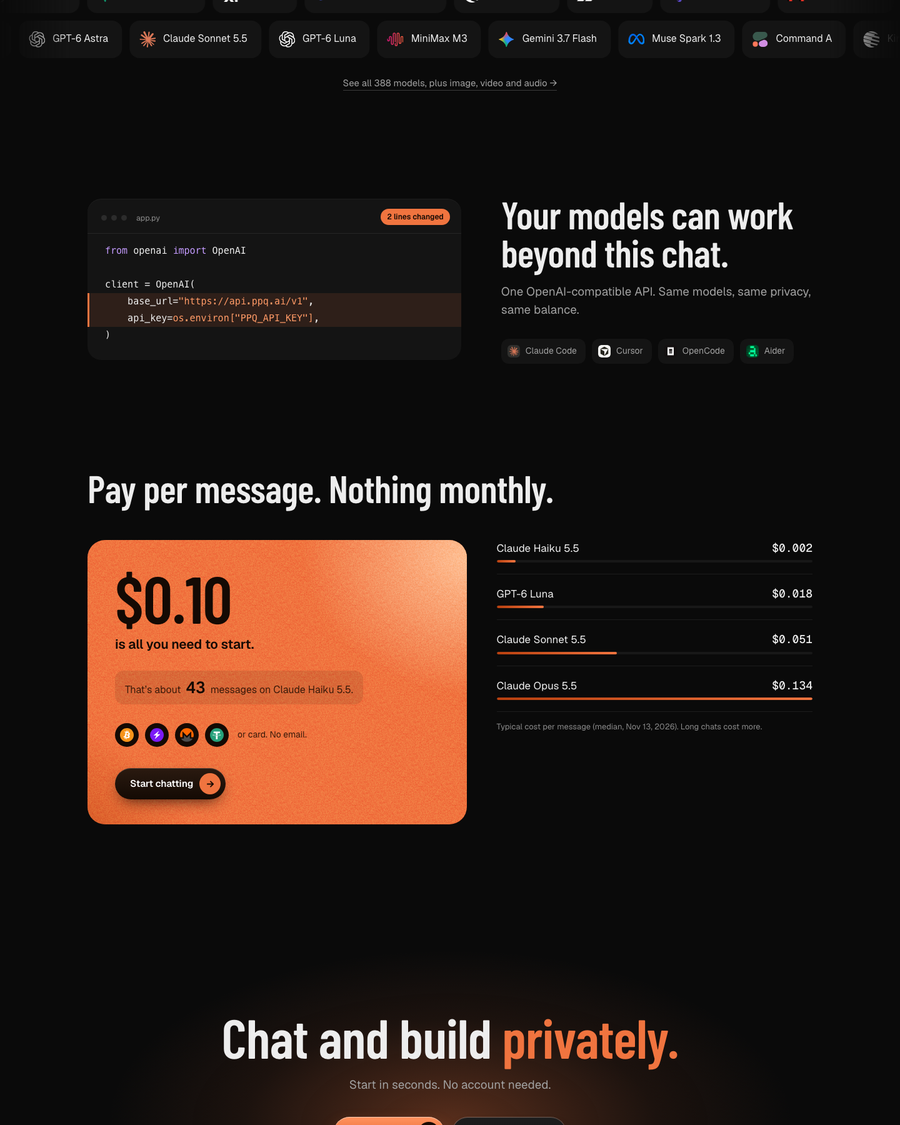 GPT-6 Astra
Claude Sonnet 5.5
GPT-6 Luna
MiniMax M3
Gemini 3.7 Flash
Muse Spark 1.3
Command A
See all 388 models, plus image, video and audio →
app.py
2 lines changed
from openai import OpenAI
client = OpenAI(
base_url="https://api.ppq.ai/v1",
api_key=os.environ["PPQ_API_KEY"],
)
Your models can work
beyond this chat.
One OpenAI-compatible API. Same models, same privacy,
same balance.
Claude Code
Cursor
OpenCode
Aider
Pay per message. Nothing monthly.
$0.10
is all you need to start.
That's about 43 messages on Claude Haiku 5.5.
or card. No email.
Start chatting →
Claude Haiku 5.5 $0.002
GPT-6 Luna $0.018
Claude Sonnet 5.5 $0.051
Claude Opus 5.5 $0.134
Typical cost per message (median, Nov 13, 2026). Long chats cost more.
Chat and build privately.
Start in seconds. No account needed.